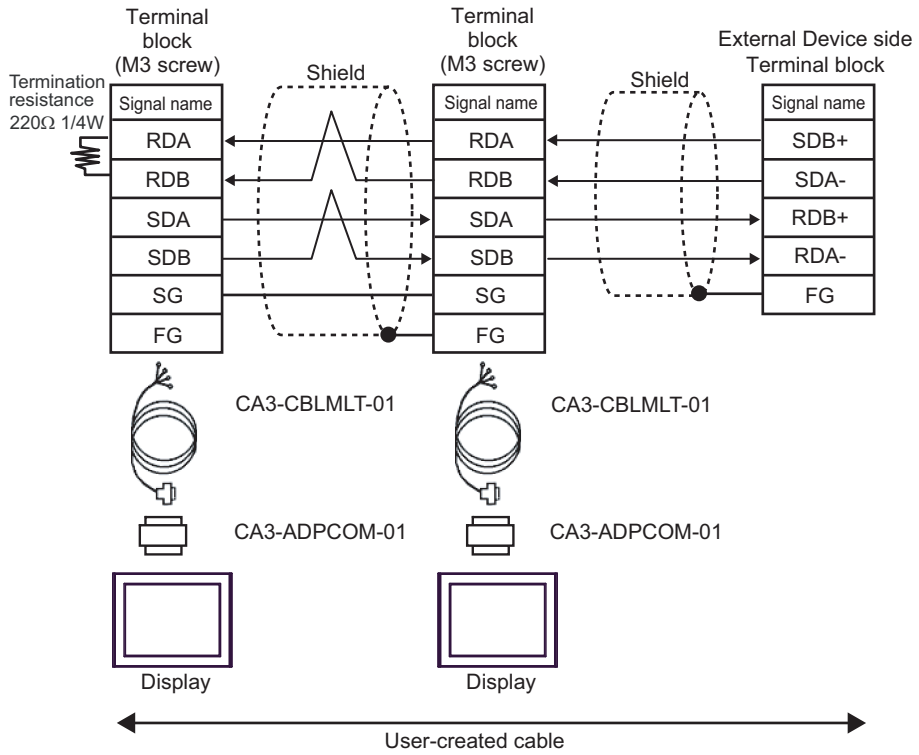 Terminal
block
(M3 screw)
Terminal
block
(M3 screw)
External Device side
Terminal block
Termination
resistance
220Ω 1/4W
Shield
Shield
Signal name
RDA
RDB
SDA
SDB
SG
FG
Signal name
RDA
RDB
SDA
SDB
SG
FG
Signal name
SDB+
SDA-
RDB+
RDA-
FG
CA3-CBLMLT-01
CA3-CBLMLT-01
CA3-ADPCOM-01
CA3-ADPCOM-01
Display
Display
User-created cable